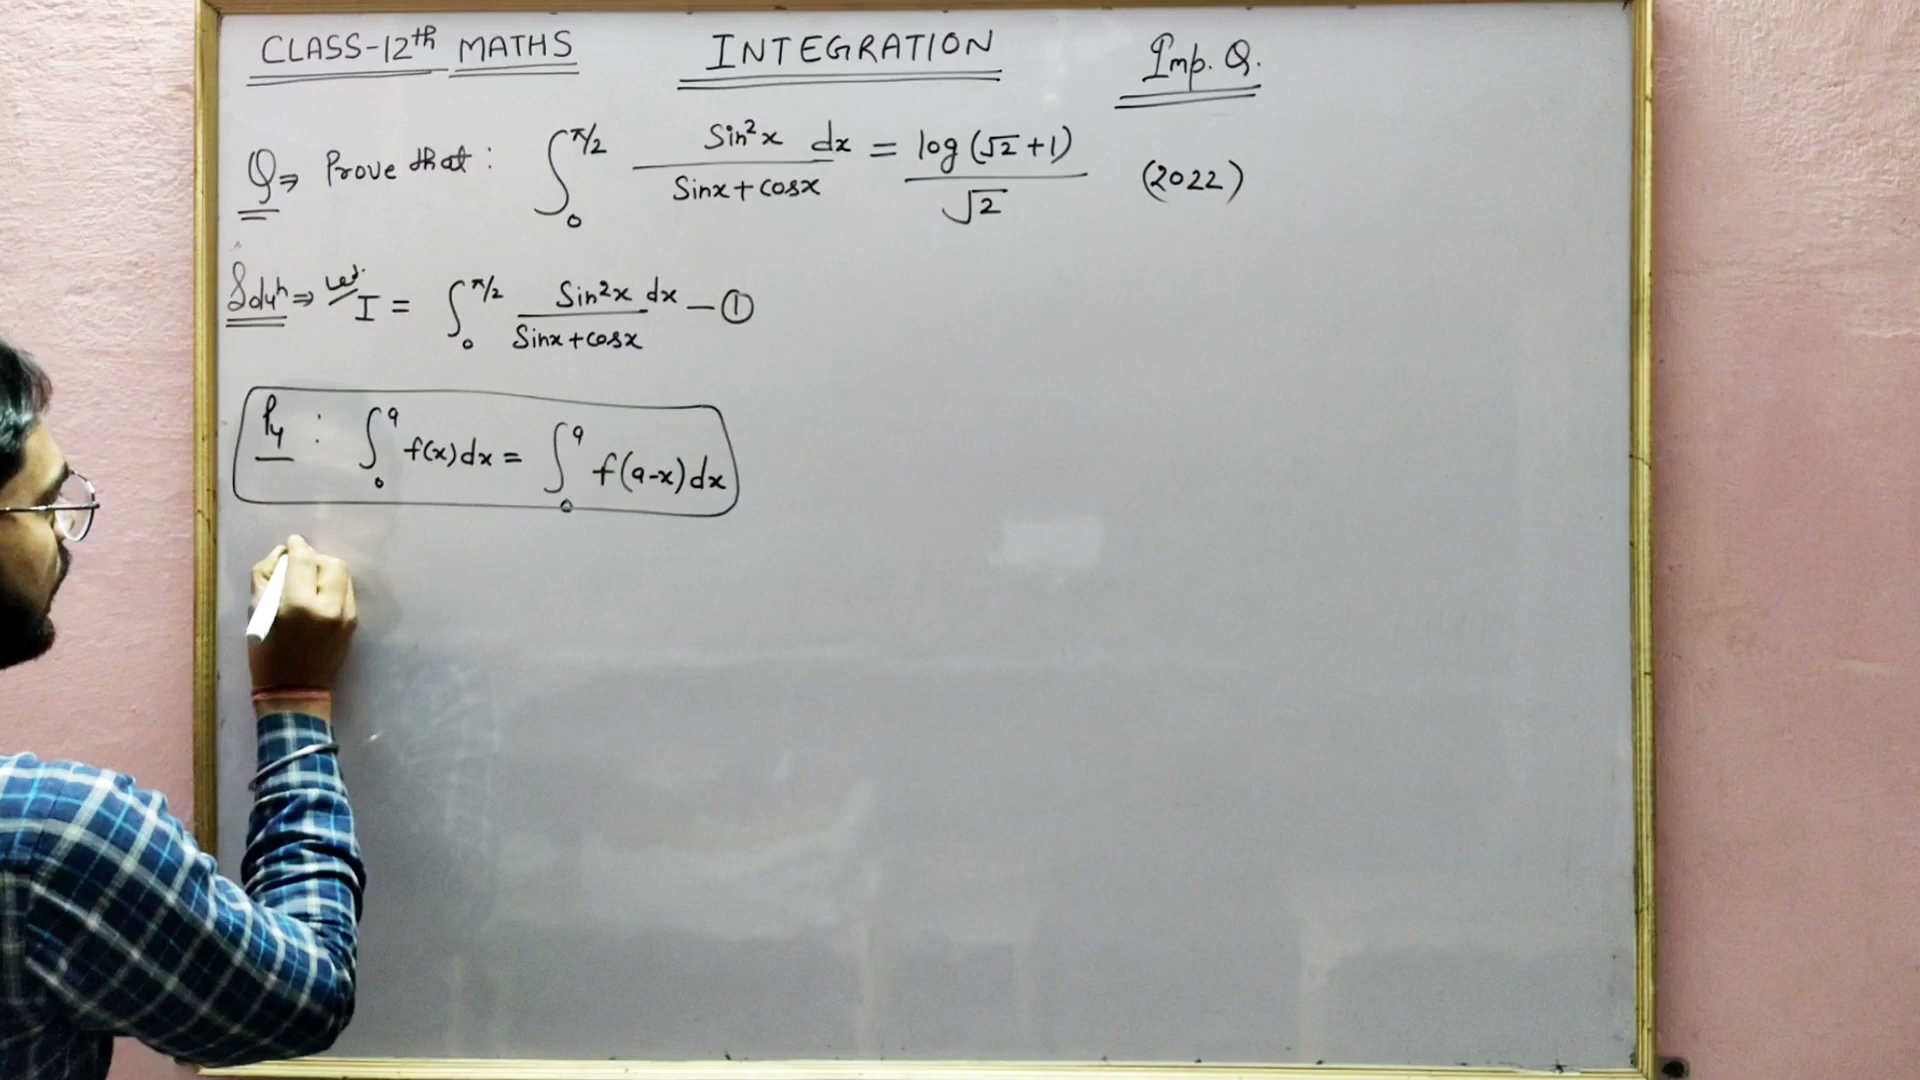 CLASS-12th MATHS INTEGRATION Imp. Q.
Q⇒ Prove that : ∫₀^π/2 Sin²x dx / (Sinx + cosx) = log (√2 + 1) / √2 (2022)
Soluⁿ ⇒ Let I = ∫₀^π/2 Sin²x dx / (Sinx + cosx) — ①
P₄ : ∫₀^a f(x) dx = ∫₀^a f(a-x) dx